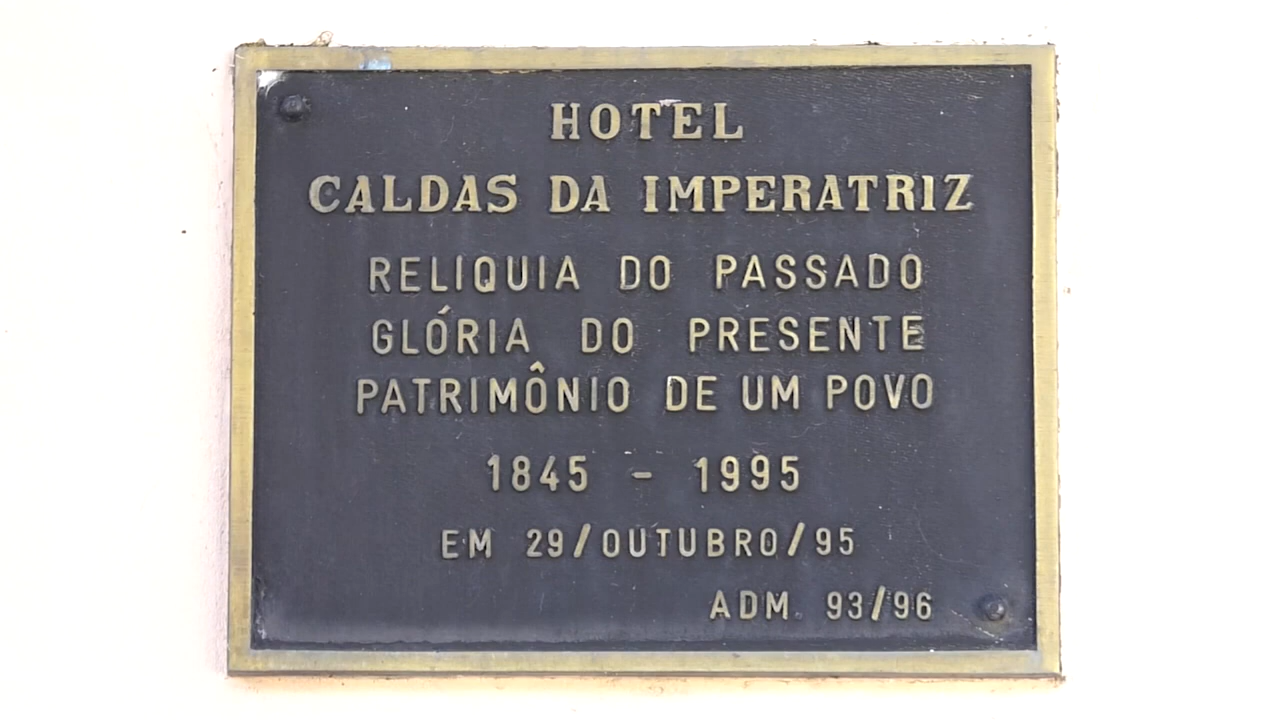 HOTEL
CALDAS DA IMPERATRIZ
RELIQUIA DO PASSADO
GLÓRIA DO PRESENTE
PATRIMÔNIO DE UM POVO
1845 - 1995
EM 29/OUTUBRO/95
ADM. 93/96